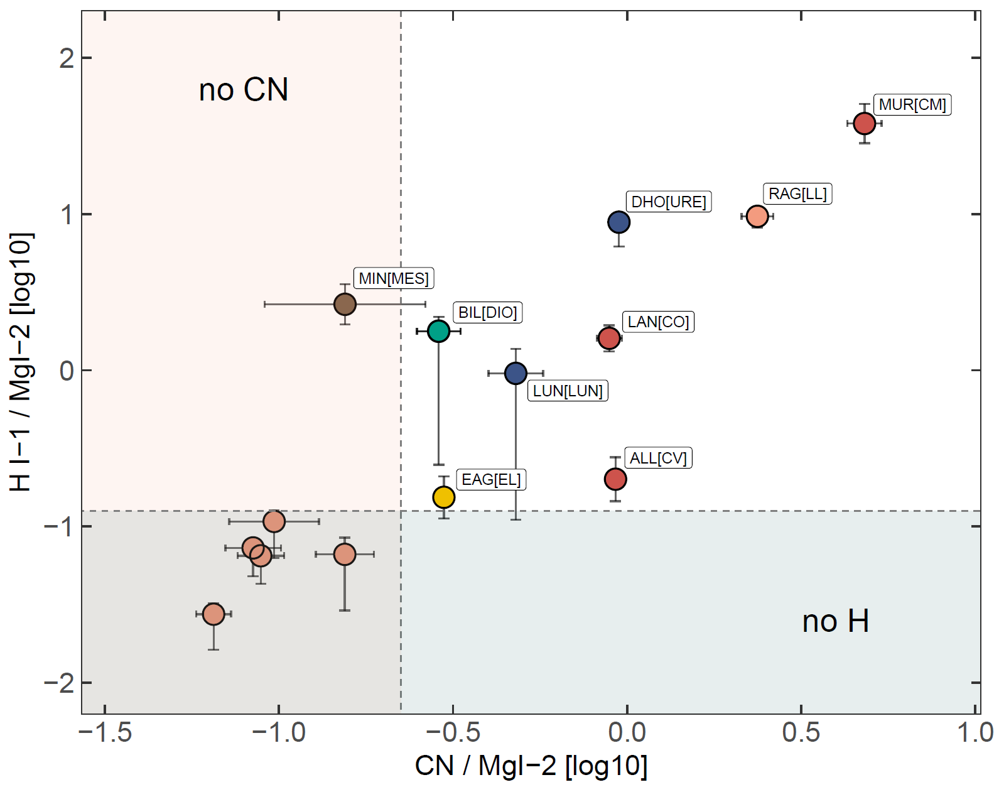 no CN
MUR[CM]
RAG[LL]
DHO[URE]
MIN[MES]
BIL[DIO]
LAN[CO]
LUN[LUN]
ALL[CV]
EAG[EL]
no H
2
1
0
−1
−2
H I−1 / MgI−2 [log10]
−1.5 −1.0 −0.5 0.0 0.5 1.0
CN / MgI−2 [log10]